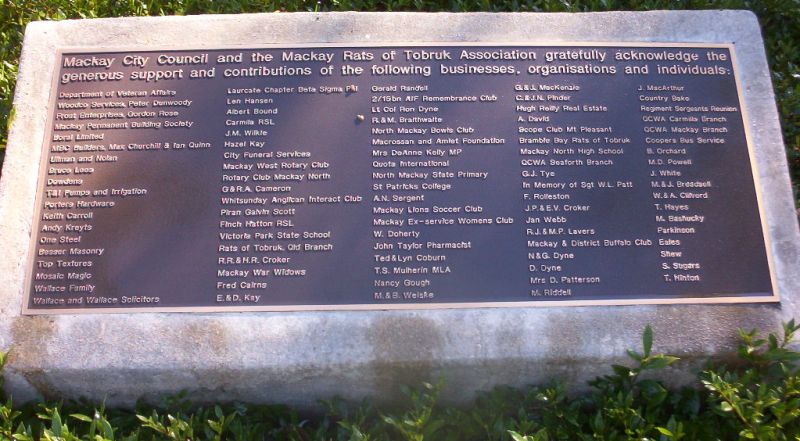 Mackay City Council and the Mackay Rats of Tobruk Association gratefully acknowledge the
generous support and contributions of the following businesses, organisations and individuals:
Department of Veteran Affairs
Woodco Services, Peter Dunwoody
Frost Enterprises, Gordon Rose
Mackay Permanent Building Society
Boral Limited
MBC Builders, Max Churchill & Ian Quinn
Ullman and Nolan
Bruce Lees
Dowdens
T&I Pumps and Irrigation
Porters Hardware
Keith Carroll
Andy Kreyts
One Steel
Besser Masonry
Top Textures
Mosaic Magic
Wallace Family
Wallace and Wallace Solicitors
Laureate Chapter Beta Sigma Phi
Len Hansen
Albert Bound
Carmila RSL
J.M. Wilkie
Hazel Kay
City Funeral Services
Mackay West Rotary Club
Rotary Club Mackay North
G&R.A. Cameron
Whitsunday Anglican Interact Club
Piran Galvin Scott
Finch Hatton RSL
Victoria Park State School
Rats of Tobruk, Qld Branch
R.R.&H.R. Croker
Mackay War Widows
Fred Cairns
E.&D. Kay
Gerald Randell
2/15bn AIF Remembrance Club
Lt Col Ron Dyne
R.&M. Braithwaite
North Mackay Bowls Club
Macrossan and Amiet Foundation
Mrs DeAnne Kelly MP
Quota International
North Mackay State Primary
St Patricks College
A.N. Sergent
Mackay Lions Soccer Club
Mackay Ex-service Womens Club
W. Doherty
John Taylor Pharmacist
Ted & Lyn Coburn
T.S. Mulherin MLA
Nancy Gough
M.& B. Welske
G.& J. MacKenzie
C.& J.N. Pinder
Hugh Reilly Real Estate
A. David
Scope Club Mt Pleasant
Bramble Bay Rats of Tobruk
Mackay North High School
QCWA Seaforth Branch
G.J. Tye
In Memory of Sgt W.L. Patt
F. Rolleston
J.P.& E.V. Croker
Jan Webb
R.J.& M.P. Lavers
Mackay & District Buffalo Club
N&G. Dyne
D. Dyne
Mrs D. Patterson
M. Riddell
J. MacArthur
Country Bake
Regiment Sergeants Reunion
QCWA Carmila Branch
QCWA Mackay Branch
Coopers Bus Service
B. Orchard
M.D. Powell
J. White
M.& J. Breadsell
W.& A. Clifford
T. Hayes
M. Bashucky
Parkinson
Eales
Shew
S. Stgars
T. Hinton